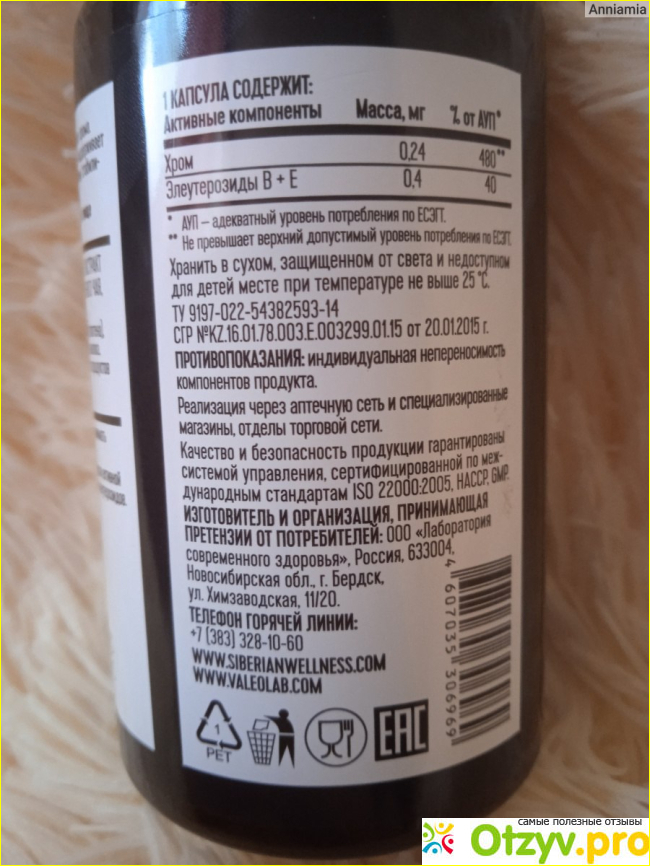 Anniamia
1 КАПСУЛА СОДЕРЖИТ:
Активные компоненты Масса, мг % от АУП*
Хром 0,24 480**
Элеутерозиды В + Е 0,4 40
* АУП – адекватный уровень потребления по ЕСЭГТ.
** Не превышает верхний допустимый уровень потребления по ЕСЭГТ.
Хранить в сухом, защищенном от света и недоступном
для детей месте при температуре не выше 25 °С.
ТУ 9197-022-54382593-14
СГР №KZ.16.01.78.003.Е.003299.01.15 от 20.01.2015 г.
ПРОТИВОПОКАЗАНИЯ: индивидуальная непереносимость
компонентов продукта.
Реализация через аптечную сеть и специализированные
магазины, отделы торговой сети.
Качество и безопасность продукции гарантированы
системой управления, сертифицированной по меж-
дународным стандартам ISO 22000:2005, HACCP, GMP.
ИЗГОТОВИТЕЛЬ И ОРГАНИЗАЦИЯ, ПРИНИМАЮЩАЯ
ПРЕТЕНЗИИ ОТ ПОТРЕБИТЕЛЕЙ: ООО «Лаборатория
современного здоровья», Россия, 633004,
Новосибирская обл., г. Бердск,
ул. Химзаводская, 11/20.
ТЕЛЕФОН ГОРЯЧЕЙ ЛИНИИ:
+7 (383) 328-10-60
WWW.SIBERIANWELLNESS.COM
WWW.VALEOLAB.COM
4 607035 306969
1
PET
EAC
самые полезные отзывы
Otzyv.pro